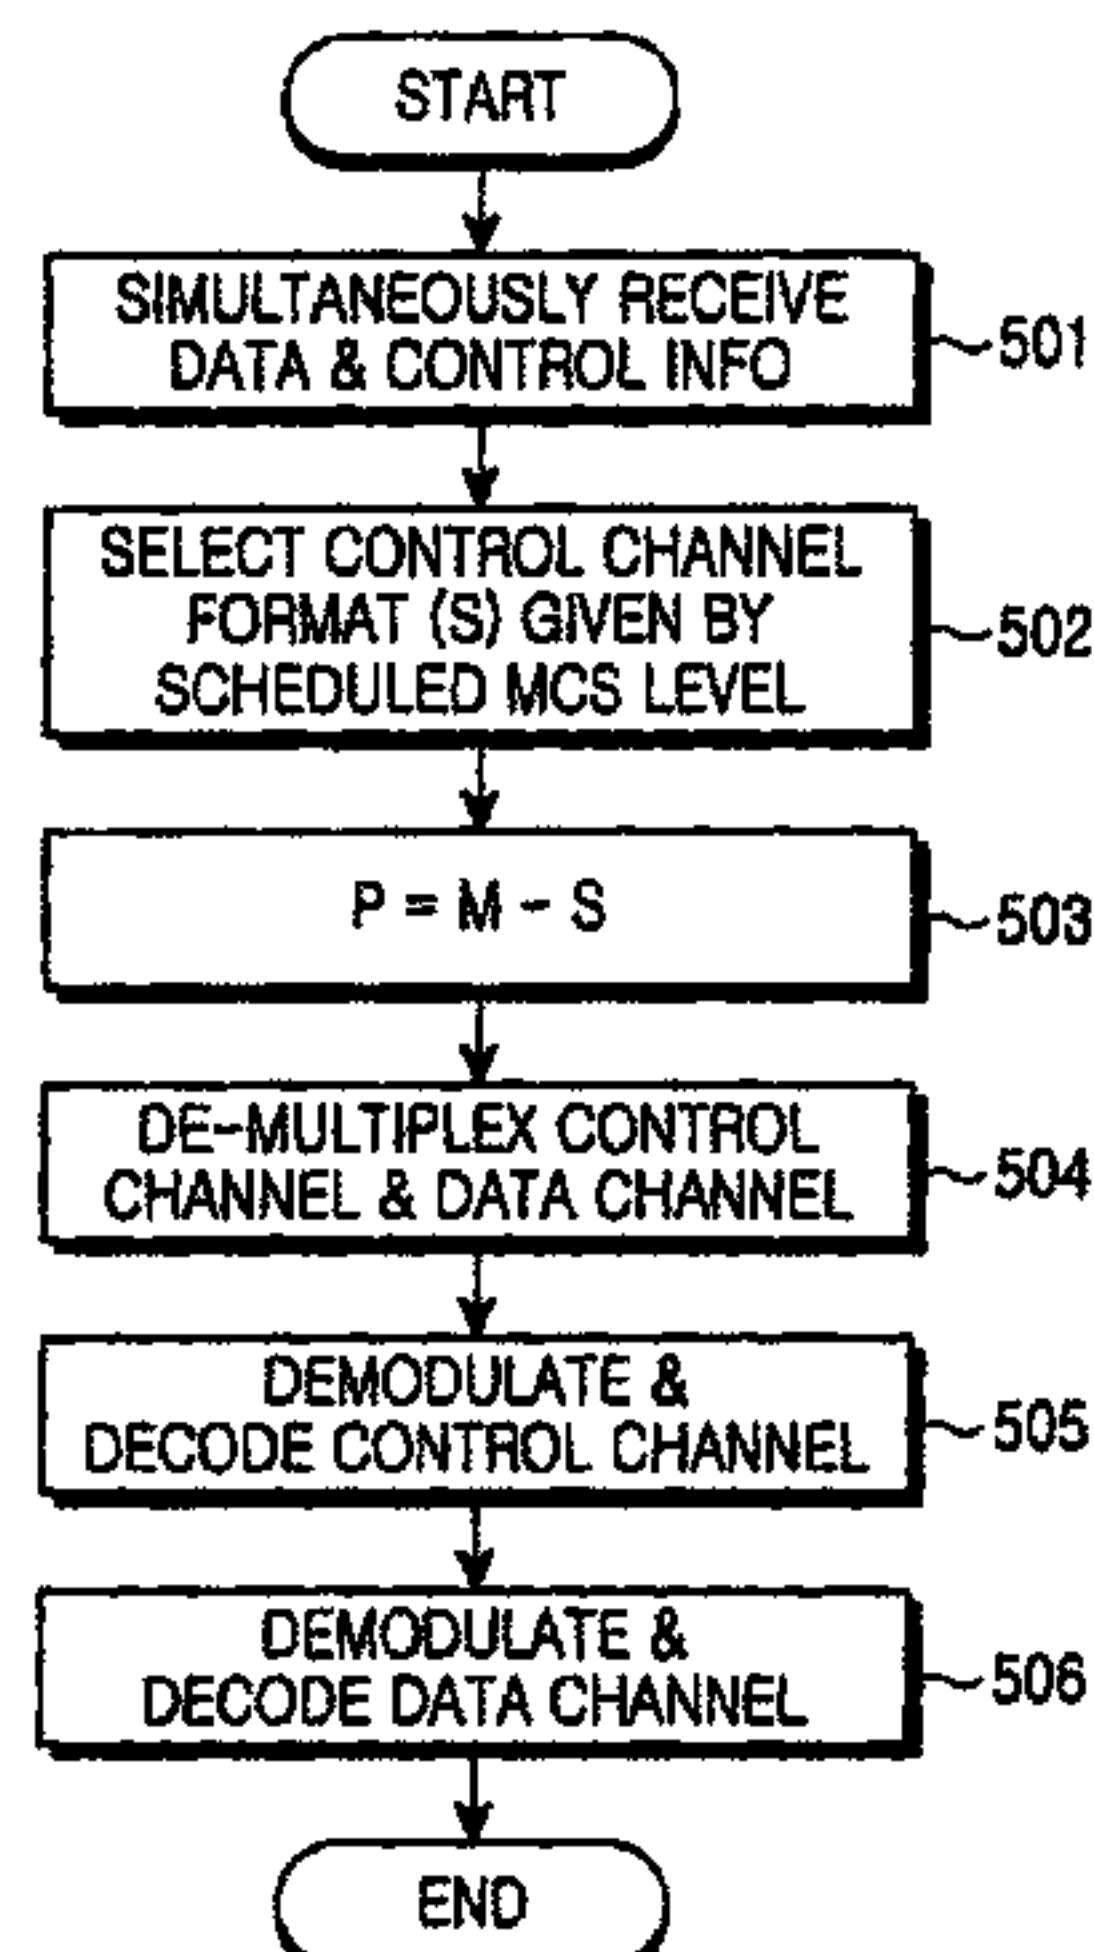 START
SIMULTANEOUSLY RECEIVE
DATA & CONTROL INFO
501
SELECT CONTROL CHANNEL
FORMAT (S) GIVEN BY
SCHEDULED MCS LEVEL
502
P = M - S
503
DE-MULTIPLEX CONTROL
CHANNEL & DATA CHANNEL
504
DEMODULATE &
DECODE CONTROL CHANNEL
505
DEMODULATE &
DECODE DATA CHANNEL
506
END